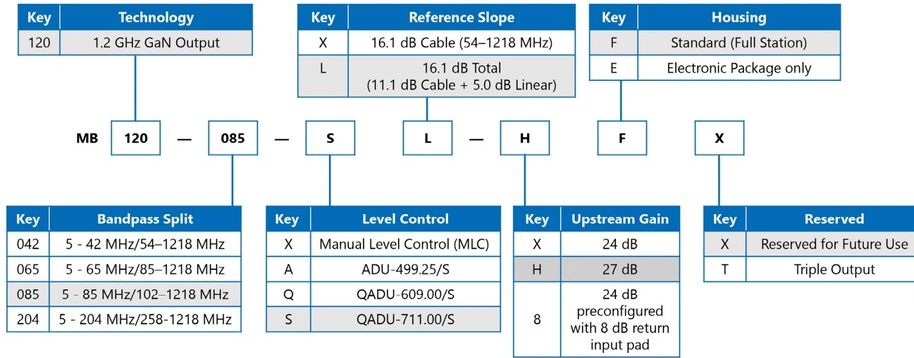 Key Technology
120 1.2 GHz GaN Output
Key Reference Slope
X 16.1 dB Cable (54–1218 MHz)
L 16.1 dB Total
(11.1 dB Cable + 5.0 dB Linear)
Key Housing
F Standard (Full Station)
E Electronic Package only
MB 120 — 085 — S L — H F X
Key Bandpass Split
042 5 - 42 MHz/54–1218 MHz
065 5 - 65 MHz/85–1218 MHz
085 5 - 85 MHz/102–1218 MHz
204 5 - 204 MHz/258-1218 MHz
Key Level Control
X Manual Level Control (MLC)
A ADU-499.25/S
Q QADU-609.00/S
S QADU-711.00/S
Key Upstream Gain
X 24 dB
H 27 dB
8 24 dB
preconfigured
with 8 dB return
input pad
Key Reserved
X Reserved for Future Use
T Triple Output